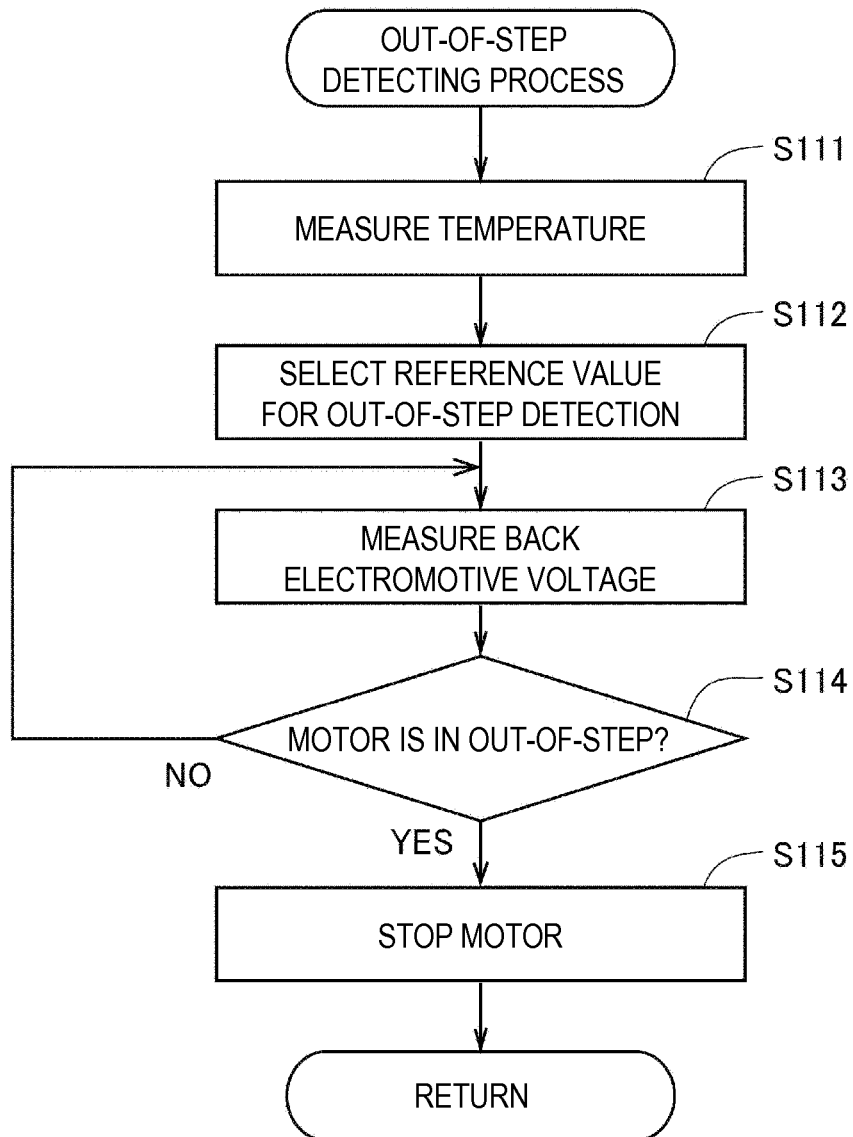 OUT-OF-STEP
DETECTING PROCESS
S111
MEASURE TEMPERATURE
S112
SELECT REFERENCE VALUE
FOR OUT-OF-STEP DETECTION
S113
MEASURE BACK
ELECTROMOTIVE VOLTAGE
S114
MOTOR IS IN OUT-OF-STEP?
NO
YES
S115
STOP MOTOR
RETURN